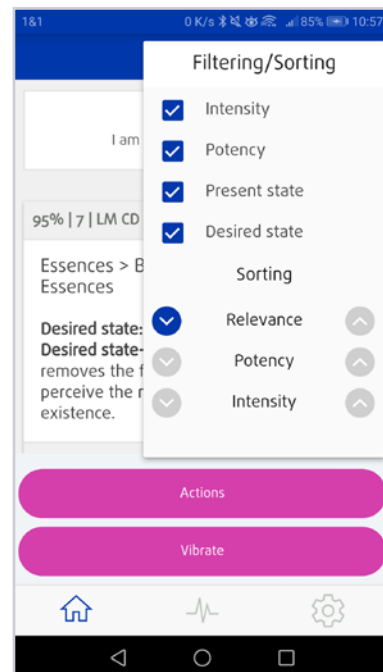 1&1 0 K/s 85% 10:57
Filtering/Sorting
Intensity
Potency
Present state
Desired state
Sorting
Relevance
Potency
Intensity
I am
95% | 7 | LM CD
Essences > B
Essences
Desired state:
Desired state-
removes the f
perceive the r
existence.
Actions
Vibrate